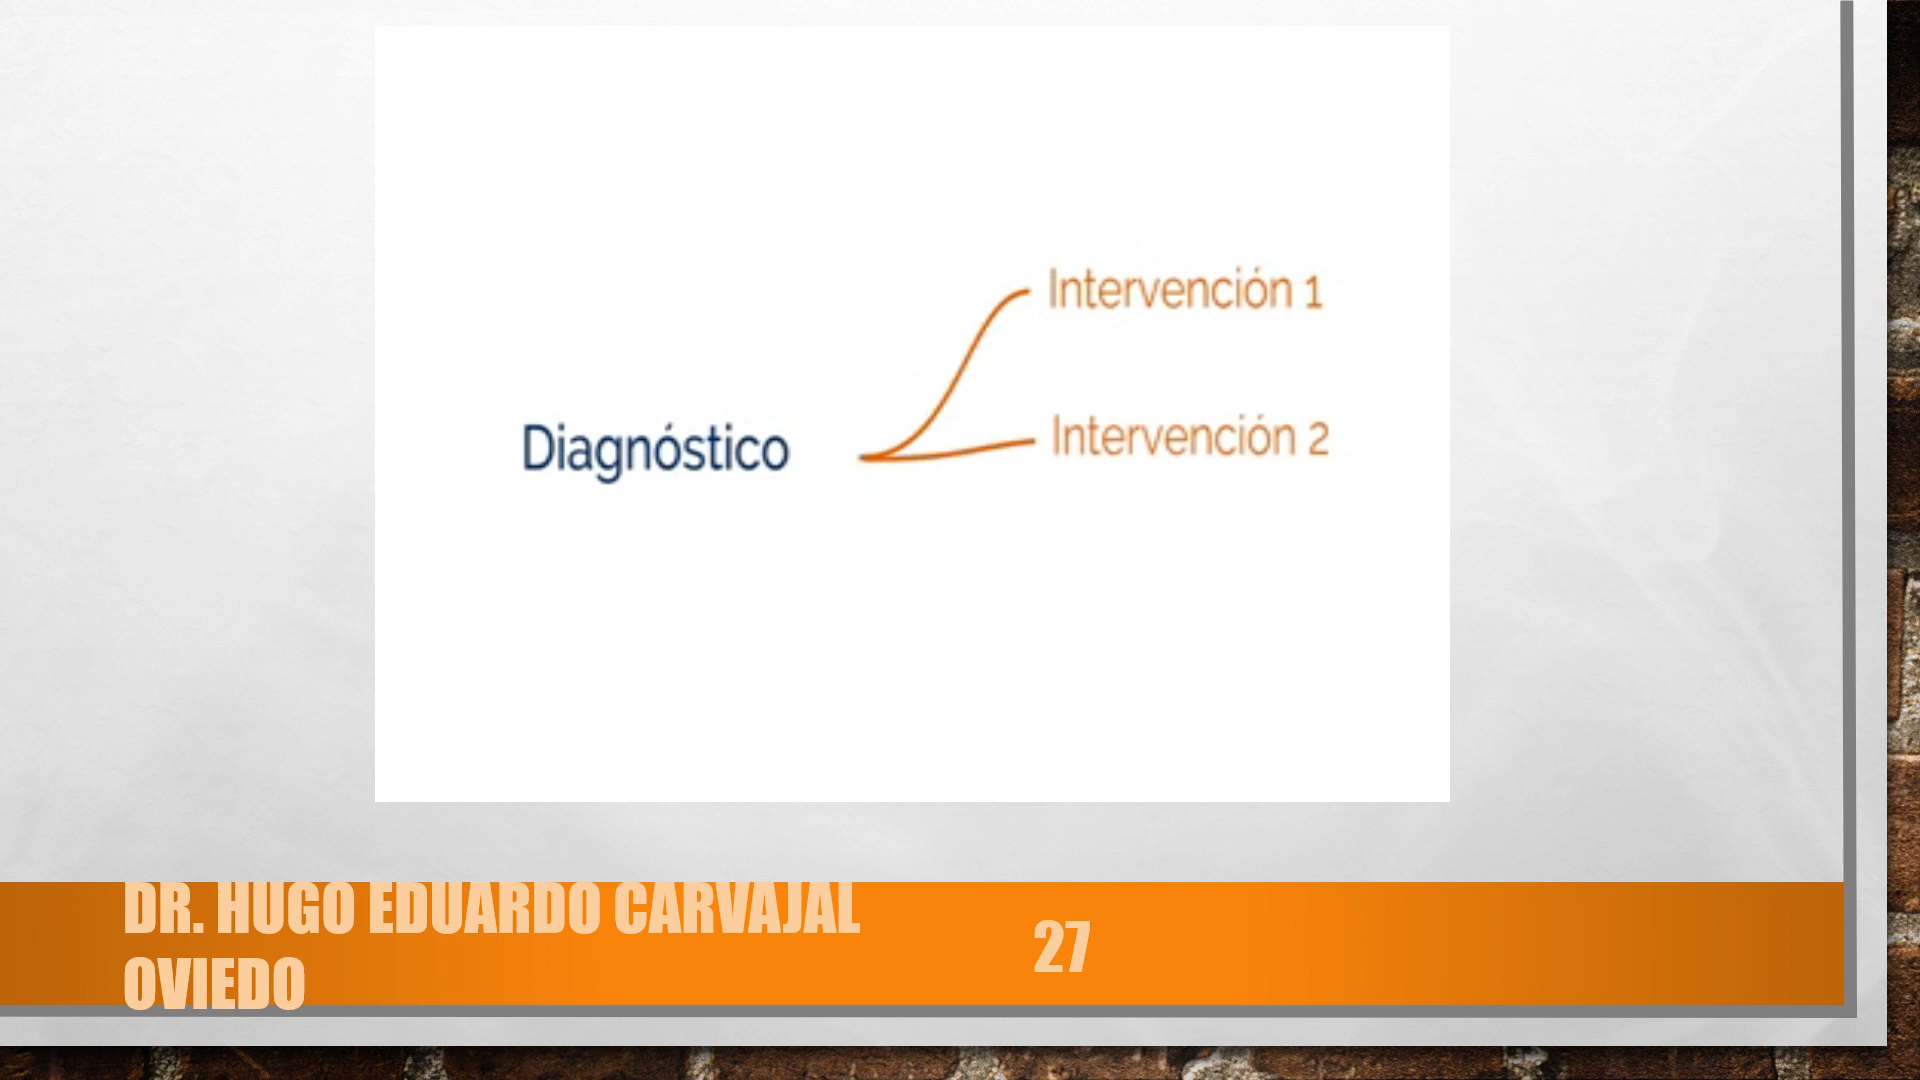 Intervención 1
Diagnóstico
Intervención 2
DR. HUGO EDUARDO CARVAJAL
OVIEDO
27